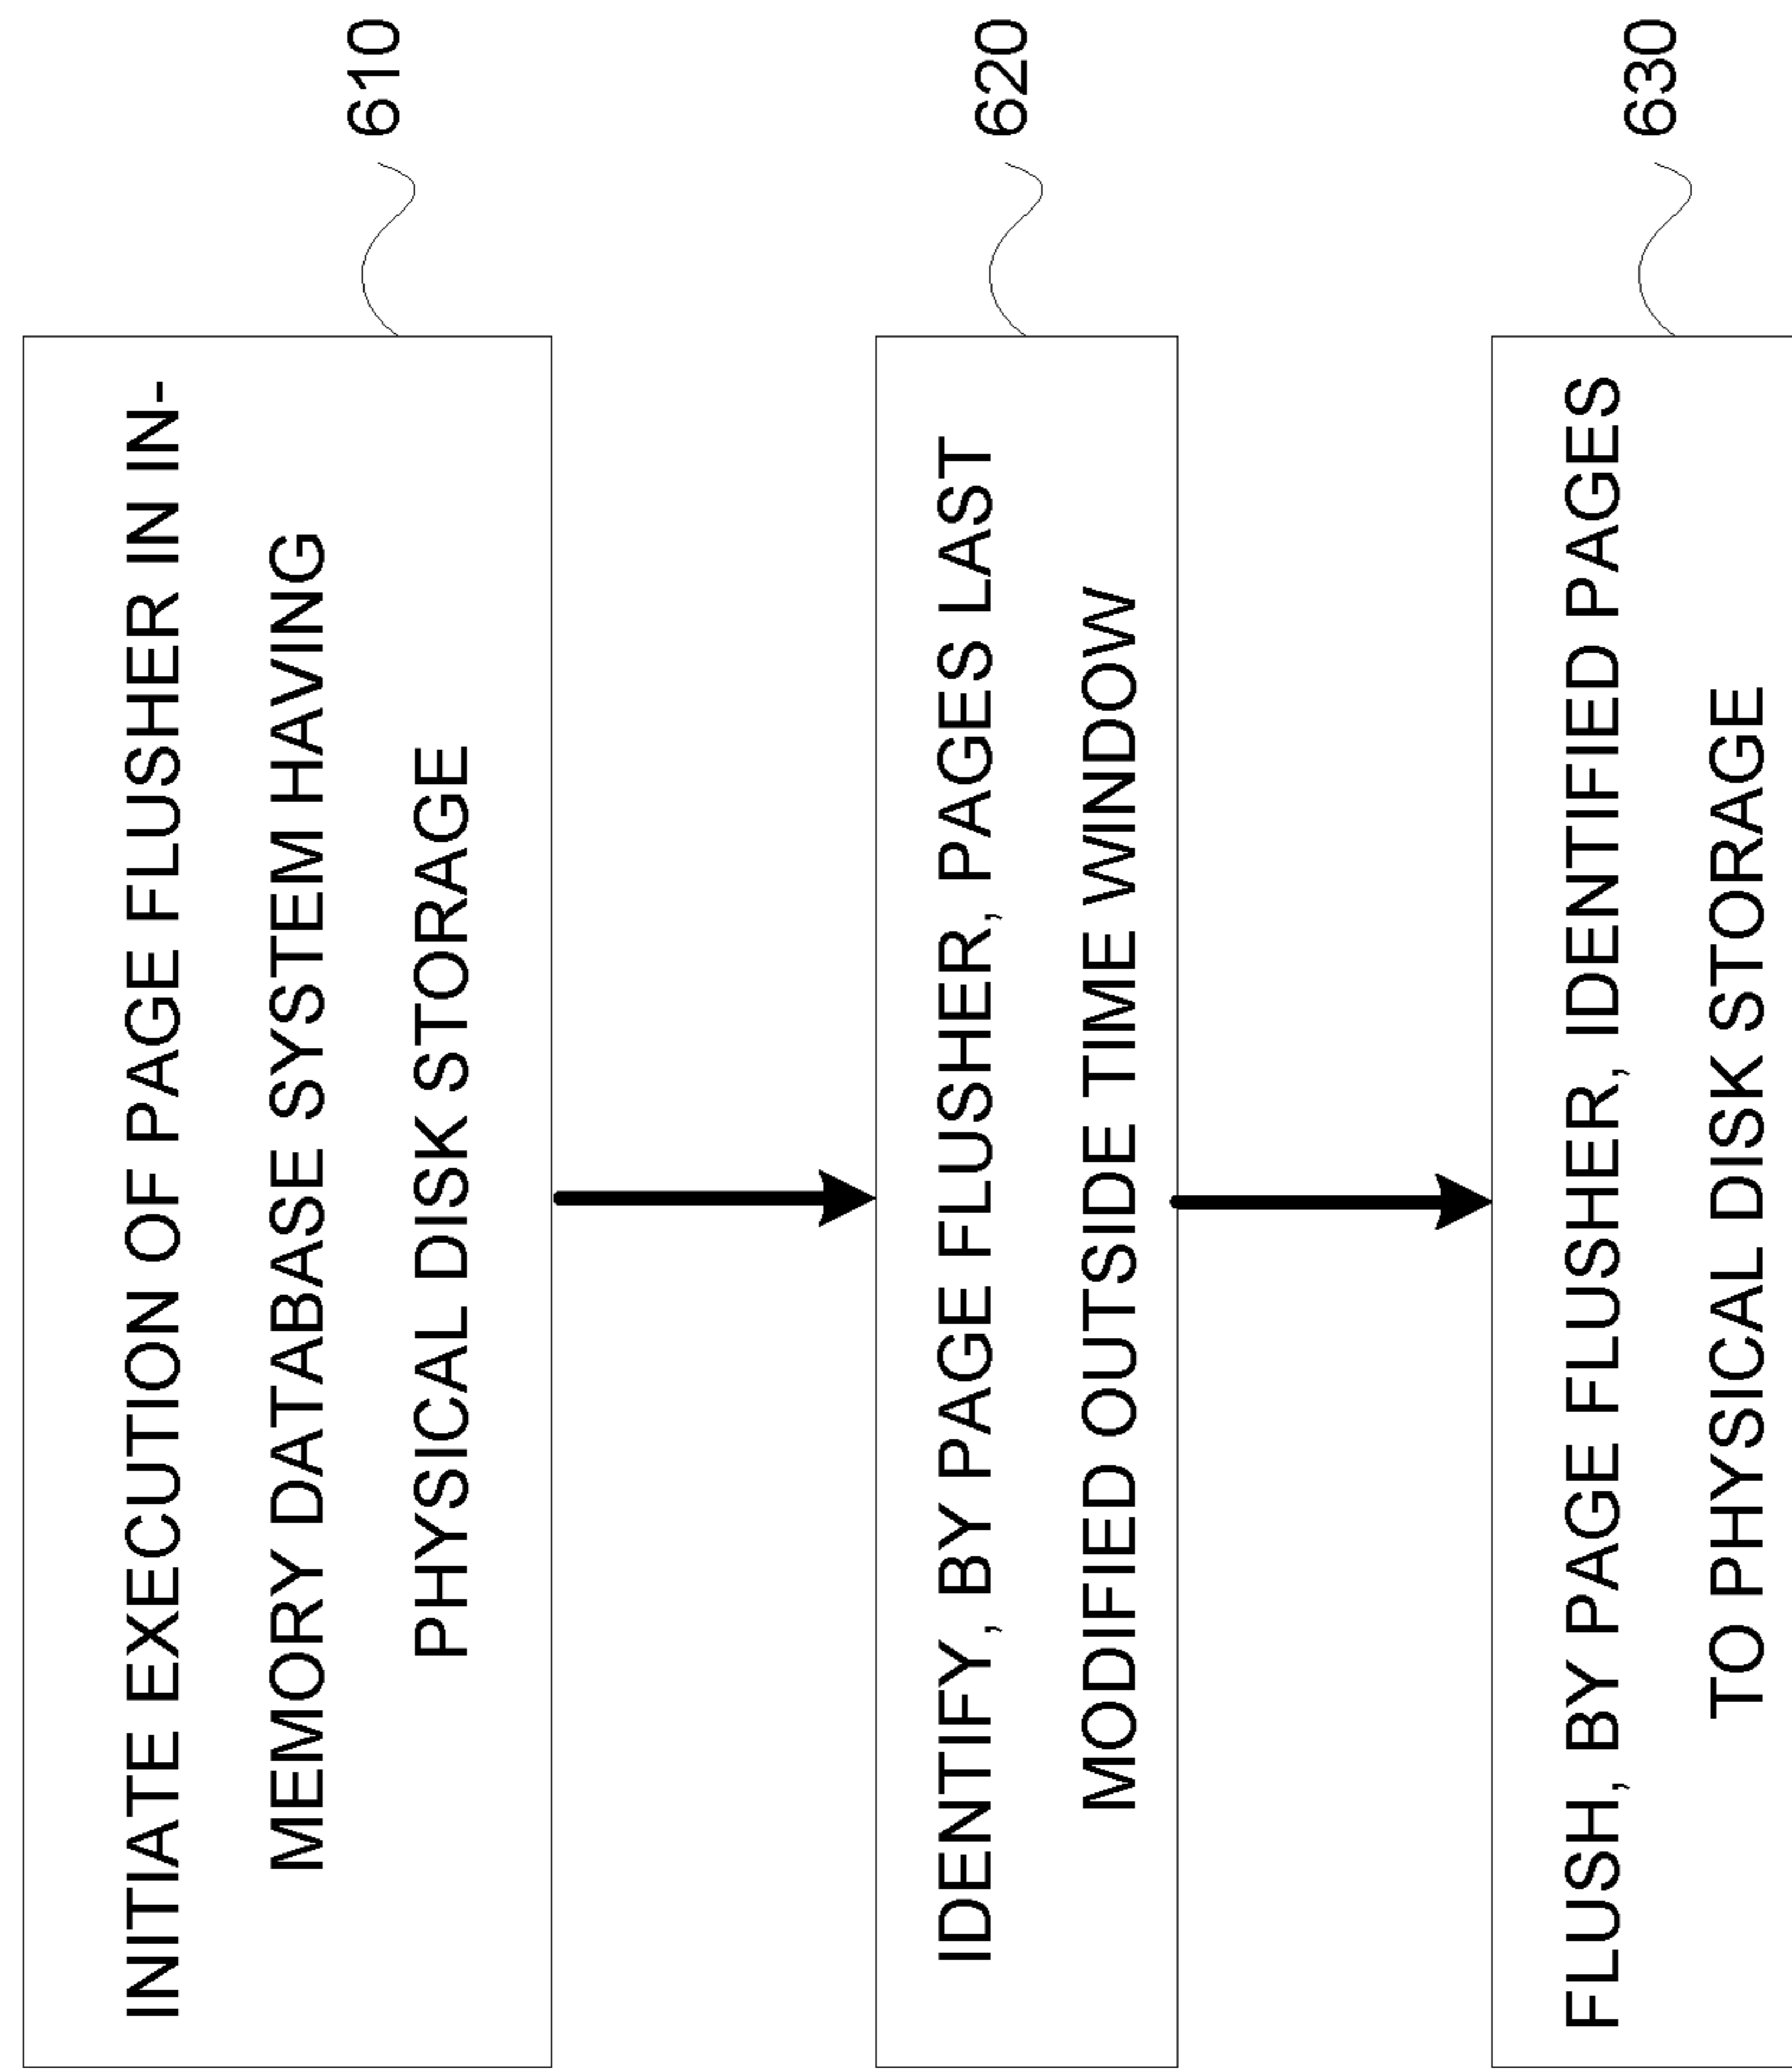 INITIATE EXECUTION OF PAGE FLUSHER IN IN-
MEMORY DATABASE SYSTEM HAVING
PHYSICAL DISK STORAGE
610
IDENTIFY, BY PAGE FLUSHER, PAGES LAST
MODIFIED OUTSIDE TIME WINDOW
620
FLUSH, BY PAGE FLUSHER, IDENTIFIED PAGES
TO PHYSICAL DISK STORAGE
630